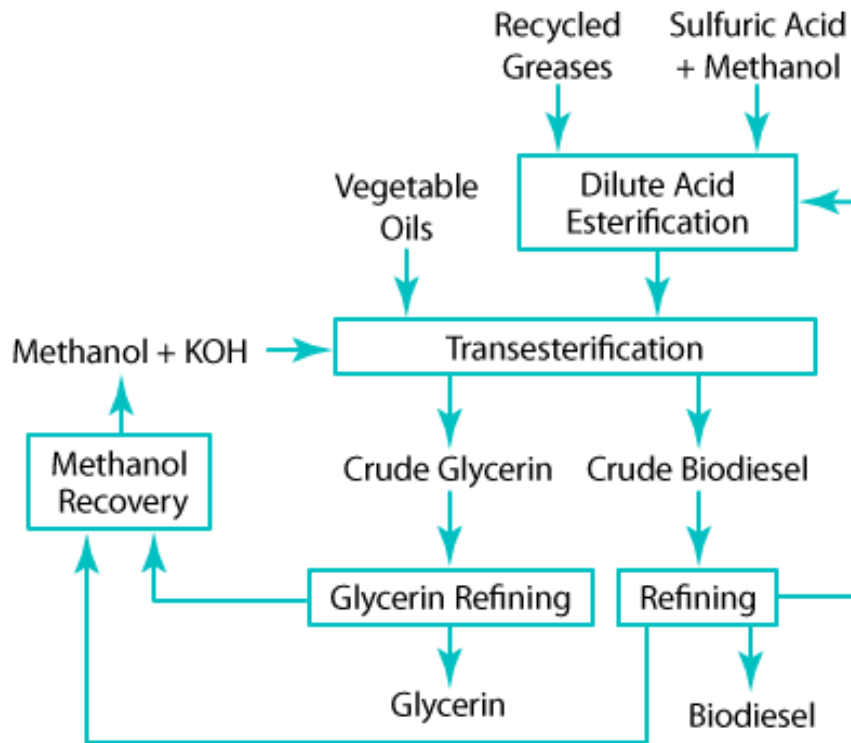 Recycled
Greases
Sulfuric Acid
+ Methanol
Dilute Acid
Esterification
Vegetable
Oils
Methanol + KOH
Transesterification
Methanol
Recovery
Crude Glycerin
Crude Biodiesel
Glycerin Refining
Refining
Glycerin
Biodiesel